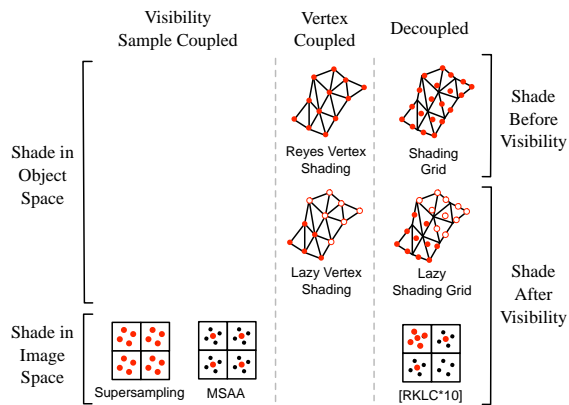 Visibility
Sample Coupled
Vertex
Coupled
Decoupled
Shade in
Object
Space
Reyes Vertex
Shading
Shading
Grid
Shade
Before
Visibility
Lazy Vertex
Shading
Lazy
Shading Grid
Shade
After
Visibility
Shade in
Image
Space
Supersampling
MSAA
[RKLC*10]